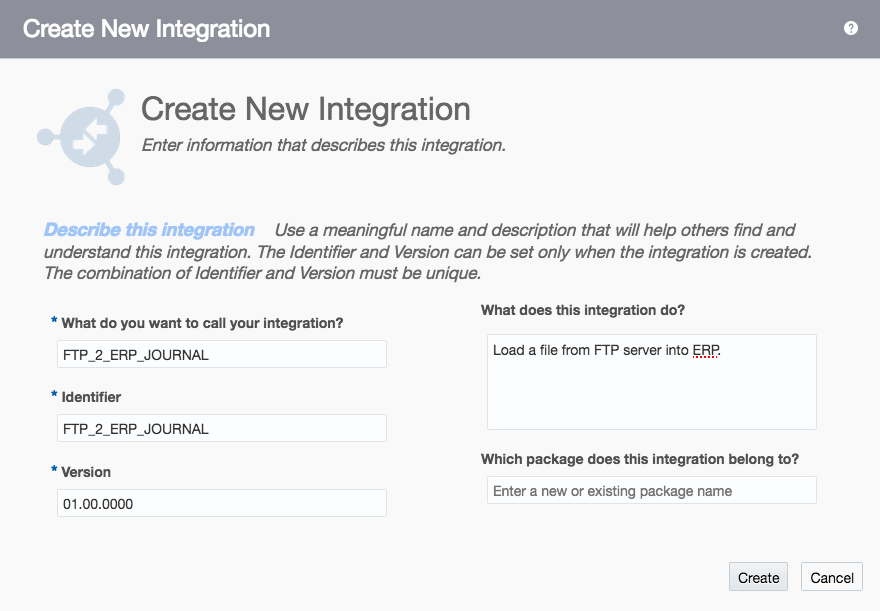 Create New Integration
?
Create New Integration
Enter information that describes this integration.
Describe this integration Use a meaningful name and description that will help others find and
understand this integration. The Identifier and Version can be set only when the integration is created.
The combination of Identifier and Version must be unique.
* What do you want to call your integration?
FTP_2_ERP_JOURNAL
* Identifier
FTP_2_ERP_JOURNAL
* Version
01.00.0000
What does this integration do?
Load a file from FTP server into ERP.
Which package does this integration belong to?
Enter a new or existing package name
Create
Cancel